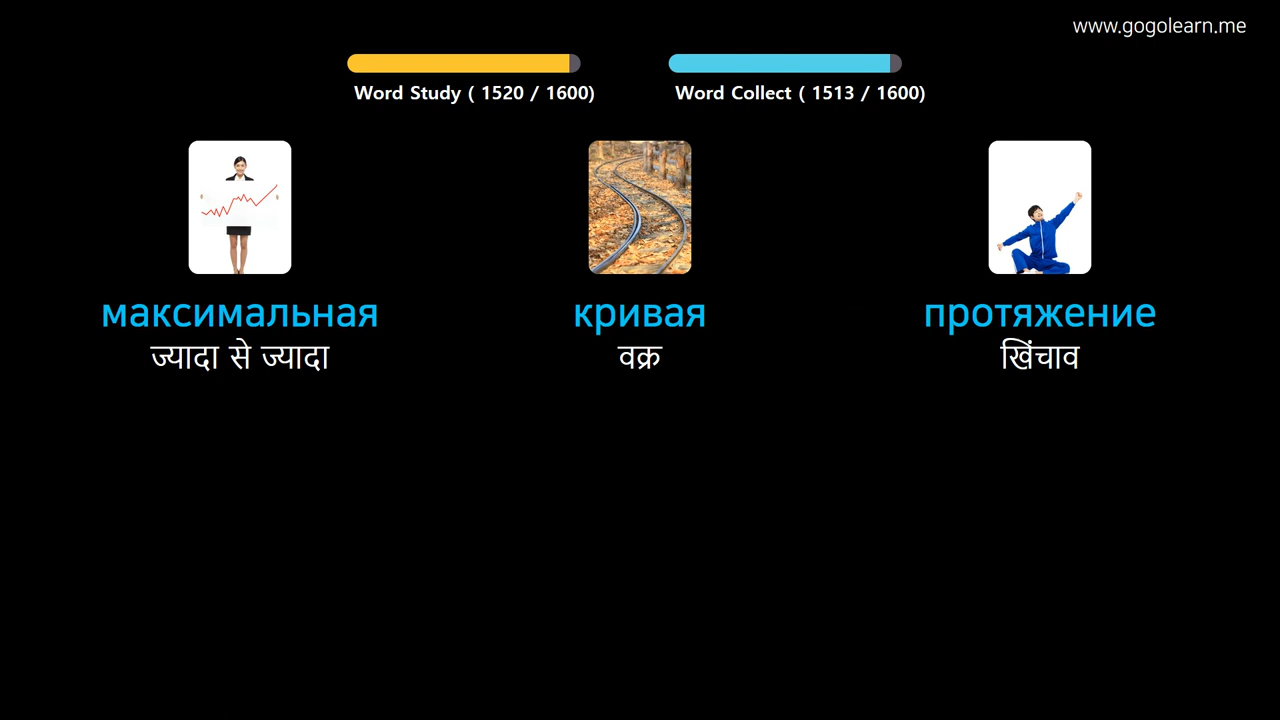 www.gogolearn.me
Word Study ( 1520 / 1600)
Word Collect ( 1513 / 1600)
максимальная
кривая
протяжение
ज्यादा से ज्यादा
वक्र
खिंचाव